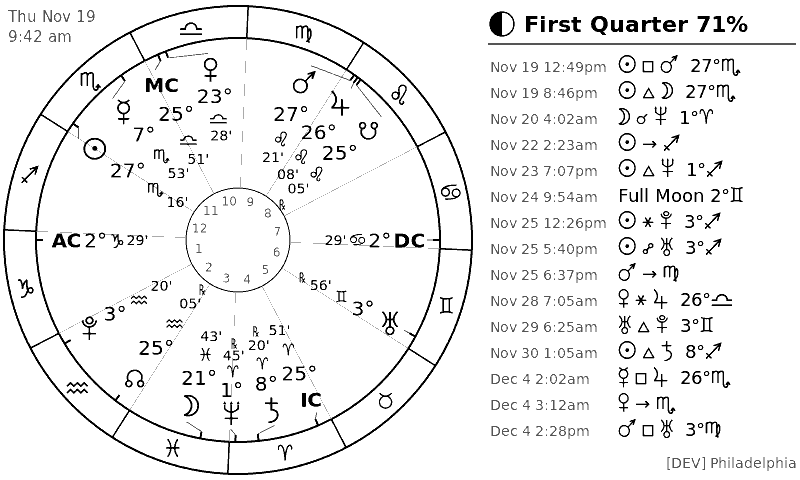 Thu Nov 19
9:42 am
♎ ♍ ♌ ♋ ♊ ♉ ♈ ♓ ♒ ♑ ♐ ♏
MC 25° ♎ 51'
♀ 23° ♎ 28'
☿ 7° ♏ 53'
☉ 27° ♏ 16'
♂ 27° ♌ 21'
♃ 26° ♌ 08'
☋ 25° ♌ 05' ℞
AC 2° ♑ 29'
29' ♋ 2° DC
♇ 3° ♒ 20'
☊ 25° ♒ 05' ℞
☽ 21° ♓ 43'
♆ 1° ♈ 45' ℞
♄ 8° ♈ 20' ℞
IC 25° ♈ 51'
♅ 3° ♊ 56' ℞
1 2 3 4 5 6 7 8 9 10 11 12
First Quarter 71%
Nov 19 12:49pm ☉ □ ♂ 27°♏
Nov 19 8:46pm ☉ △ ☽ 27°♏
Nov 20 4:02am ☽ ☌ ♆ 1°♈
Nov 22 2:23am ☉ → ♐
Nov 23 7:07pm ☉ △ ♆ 1°♐
Nov 24 9:54am Full Moon 2°♊
Nov 25 12:26pm ☉ ⚹ ♇ 3°♐
Nov 25 5:40pm ☉ ☍ ♅ 3°♐
Nov 25 6:37pm ♂ → ♍
Nov 28 7:05am ♀ ⚹ ♃ 26°♎
Nov 29 6:25am ♅ △ ♇ 3°♊
Nov 30 1:05am ☉ △ ♄ 8°♐
Dec 4 2:02am ☿ □ ♃ 26°♏
Dec 4 3:12am ♀ → ♏
Dec 4 2:28pm ♂ □ ♅ 3°♍
[DEV] Philadelphia